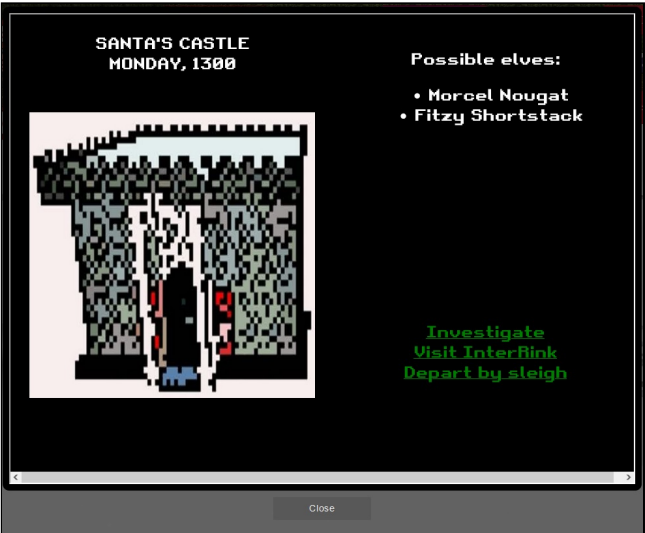 SANTA'S CASTLE
MONDAY, 1300
Possible elves:
• Morcel Nougat
• Fitzy Shortstack
Investigate
Visit InterRink
Depart by sleigh
Close